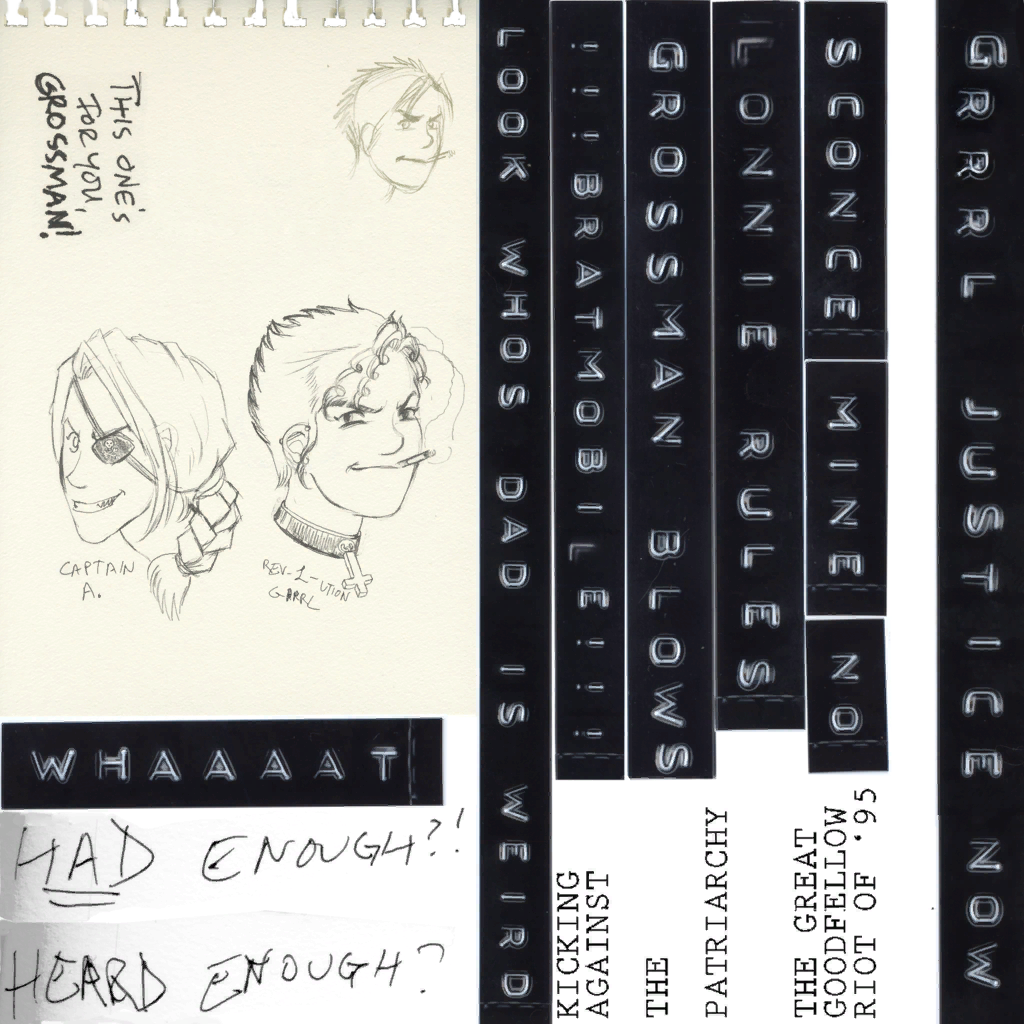 THIS ONE'S
FOR YOU,
GROSSMAN!
CAPTAIN
A.
REV-L-UTION
GRRRL
WHAAAAT
HAD ENOUGH?!
HEARD ENOUGH?
LOOK WHOS DAD IS WEIRD
!!!BRATMOBILE!!!!
GROSSMAN BLOWS
LONNIE RULES
SCONCE
MINE
NO
GRRRL JUSTICE NOW
KICKING
AGAINST
THE
PATRIARCHY
THE GREAT
GOODFELLOW
RIOT OF '95